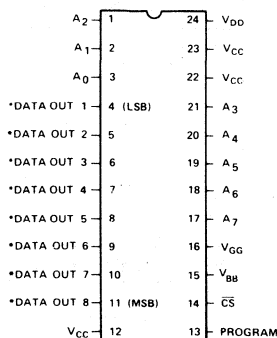 A2 1 24 VDD
A1 2 23 VCC
A0 3 22 VCC
*DATA OUT 1 4 (LSB) 21 A3
*DATA OUT 2 5 20 A4
*DATA OUT 3 6 19 A5
*DATA OUT 4 7 18 A6
*DATA OUT 5 8 17 A7
*DATA OUT 6 9 16 VGG
*DATA OUT 7 10 15 VBB
*DATA OUT 8 11 (MSB) 14 C̅S̅
VCC 12 13 PROGRAM